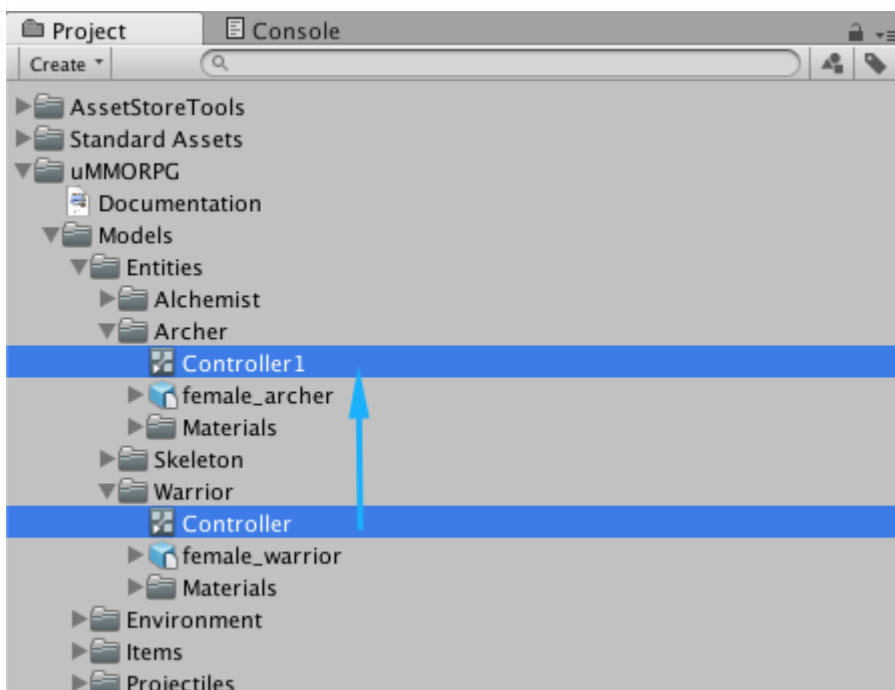 Project Console
Create
AssetStoreTools
Standard Assets
uMMORPG
Documentation
Models
Entities
Alchemist
Archer
Controller1
female_archer
Materials
Skeleton
Warrior
Controller
female_warrior
Materials
Environment
Items
Projectiles